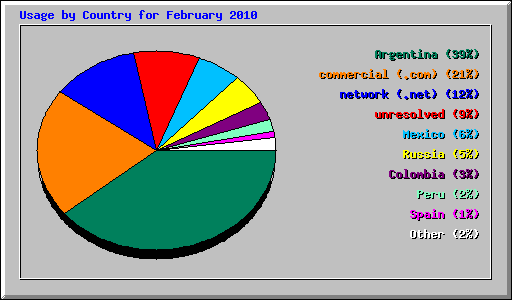 Usage by Country for February 2010
Argentina (39%)
commercial (.com) (21%)
network (.net) (12%)
unresolved (9%)
Mexico (6%)
Russia (5%)
Colombia (3%)
Peru (2%)
Spain (1%)
Other (2%)